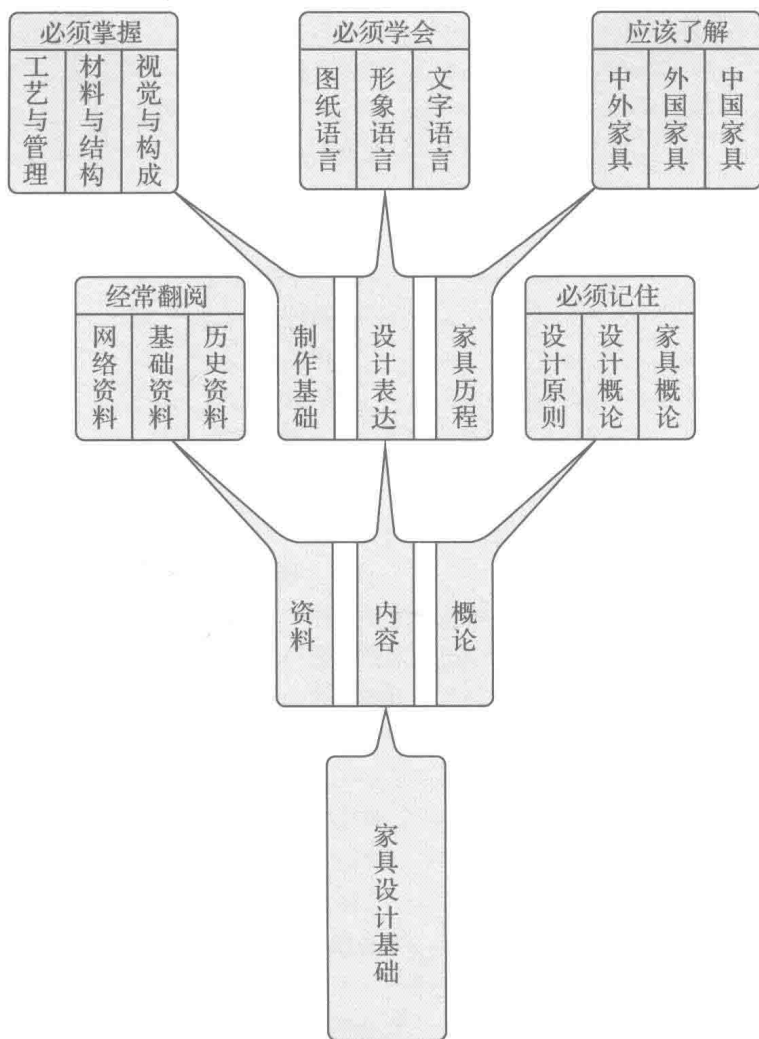 必须掌握
工艺与管理
材料与结构
视觉与构成
必须学会
图纸语言
形象语言
文字语言
应该了解
中外家具
外国家具
中国家具
经常翻阅
网络资料
基础资料
历史资料
制作基础
设计表达
家具历程
必须记住
设计原则
设计概论
家具概论
资料
内容
概论
家具设计基础